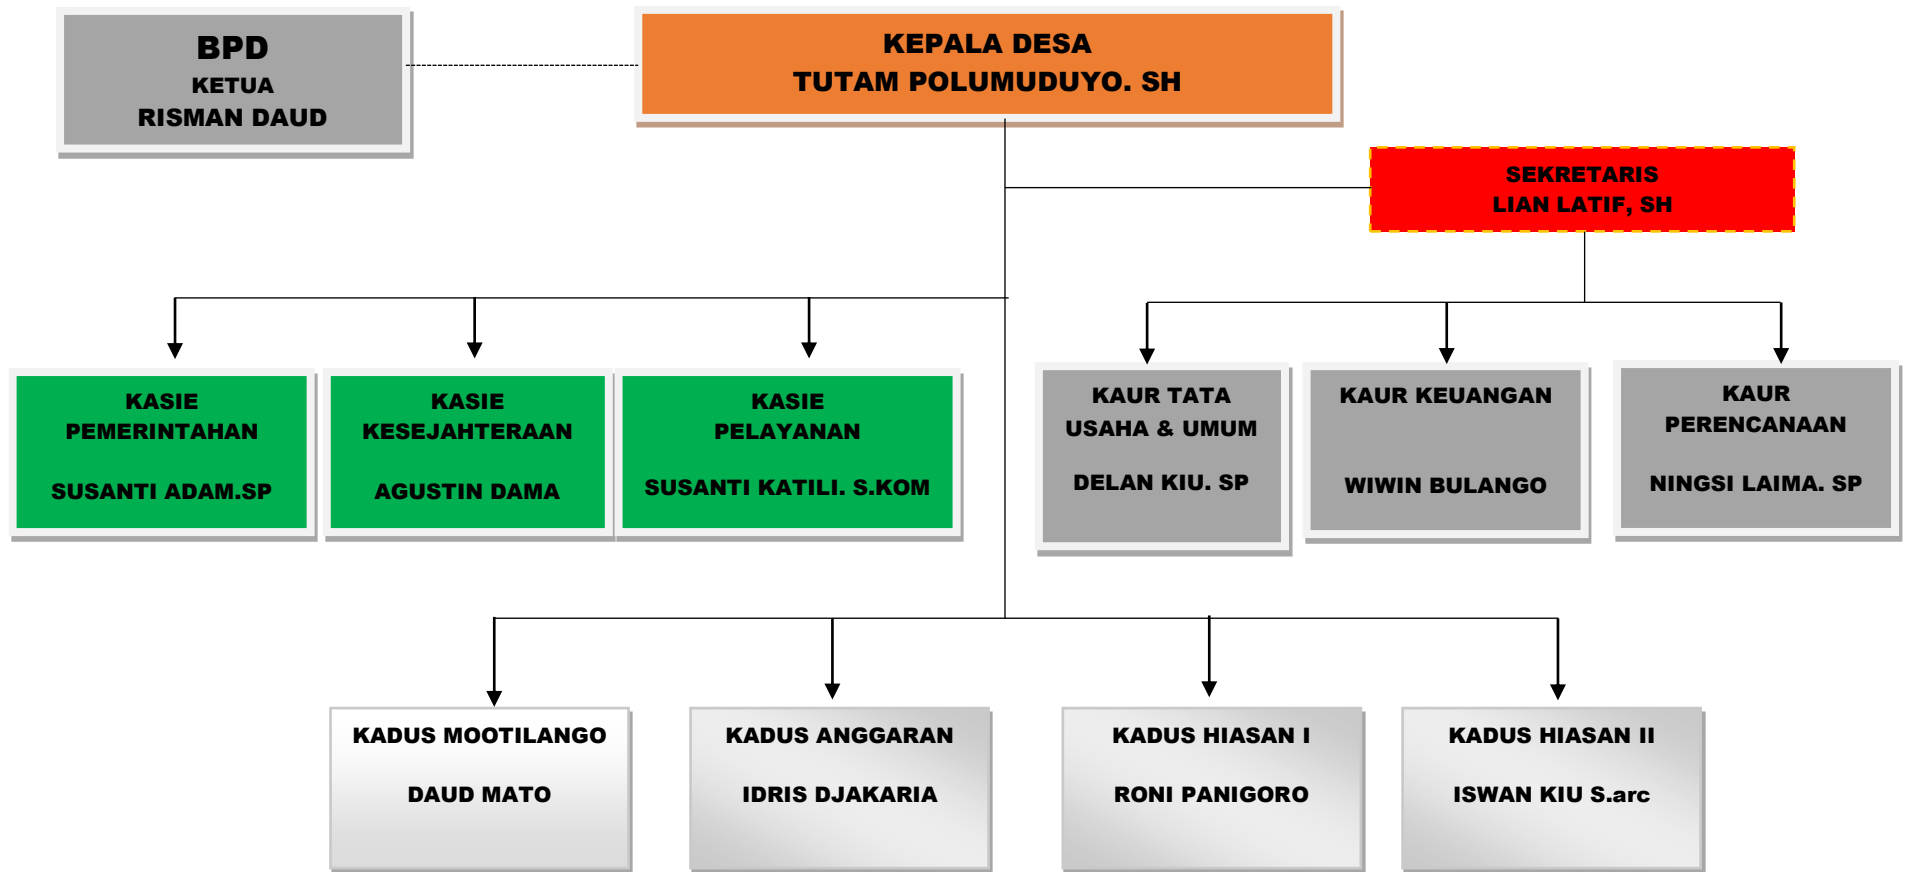 BPD
KETUA
RISMAN DAUD
KEPALA DESA
TUTAM POLUMUDUYO. SH
SEKRETARIS
LIAN LATIF, SH
KASIE
PEMERINTAHAN
SUSANTI ADAM.SP
KASIE
KESEJAHTERAAN
AGUSTIN DAMA
KASIE
PELAYANAN
SUSANTI KATILI. S.KOM
KAUR TATA
USAHA & UMUM
DELAN KIU. SP
KAUR KEUANGAN
WIWIN BULANGO
KAUR
PERENCANAAN
NINGSI LAIMA. SP
KADUS MOOTILANGO
DAUD MATO
KADUS ANGGARAN
IDRIS DJAKARIA
KADUS HIASAN I
RONI PANIGORO
KADUS HIASAN II
ISWAN KIU S.arc